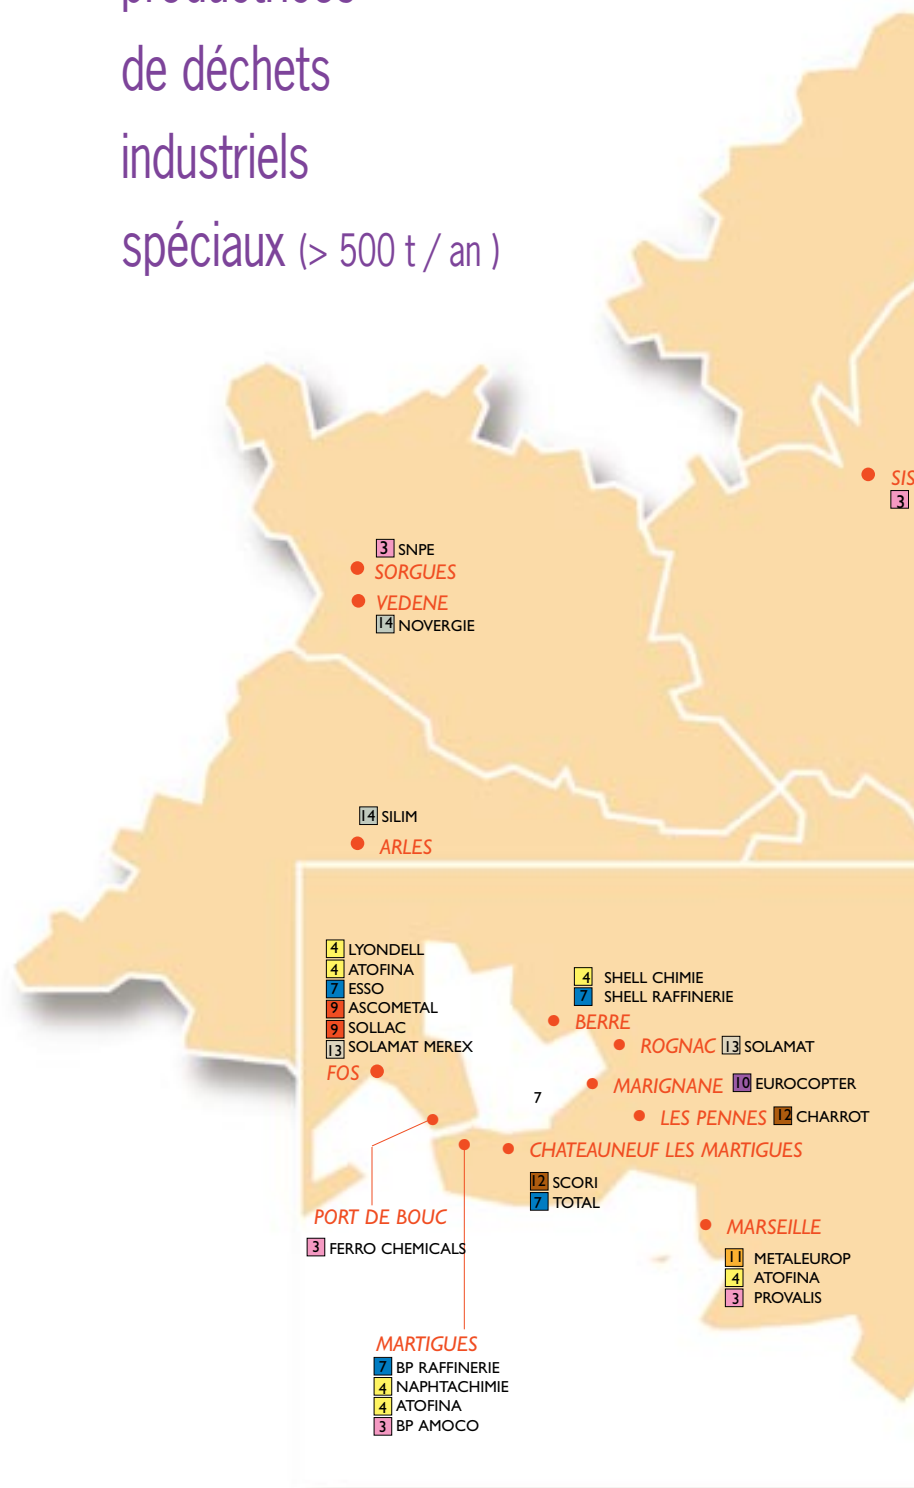 de déchets
industriels
spéciaux (> 500 t / an )
SIS
3
3 SNPE
SORGUES
VEDENE
14 NOVERGIE
14 SILIM
ARLES
4 LYONDELL
4 ATOFINA
7 ESSO
9 ASCOMETAL
9 SOLLAC
13 SOLAMAT MEREX
FOS
4 SHELL CHIMIE
7 SHELL RAFFINERIE
BERRE
ROGNAC 13 SOLAMAT
MARIGNANE 10 EUROCOPTER
7
LES PENNES 12 CHARROT
CHATEAUNEUF LES MARTIGUES
12 SCORI
7 TOTAL
PORT DE BOUC
3 FERRO CHEMICALS
MARSEILLE
11 METALEUROP
4 ATOFINA
3 PROVALIS
MARTIGUES
7 BP RAFFINERIE
4 NAPHTACHIMIE
4 ATOFINA
3 BP AMOCO